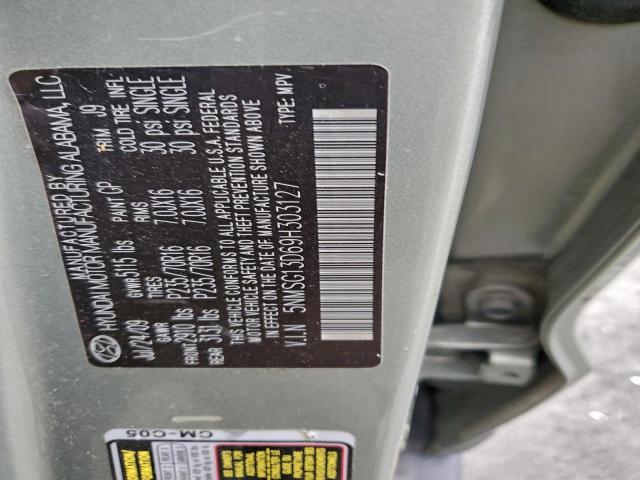 MANUFACTURED BY
HYUNDAI MOTOR MANUFACTURING ALABAMA, LLC
JL/24/09 GVWR 5115 lbs PAINT GP TRIM J9
GAWR TIRES RIMS COLD TIRE INFL
FRONT 2910 lbs P235/70R16 7.0JX16 30 PSI SINGLE
REAR 3131 lbs P235/70R16 7.0JX16 30 PSI SINGLE
THIS VEHICLE CONFORMS TO ALL APPLICABLE U.S.A. FEDERAL
MOTOR VEHICLE SAFETY AND THEFT PREVENTION STANDARDS
IN EFFECT ON THE DATE OF MANUFACTURE SHOWN ABOVE
V.I.N 5NMSG13D69H303127 TYPE: MPV
CM-C05